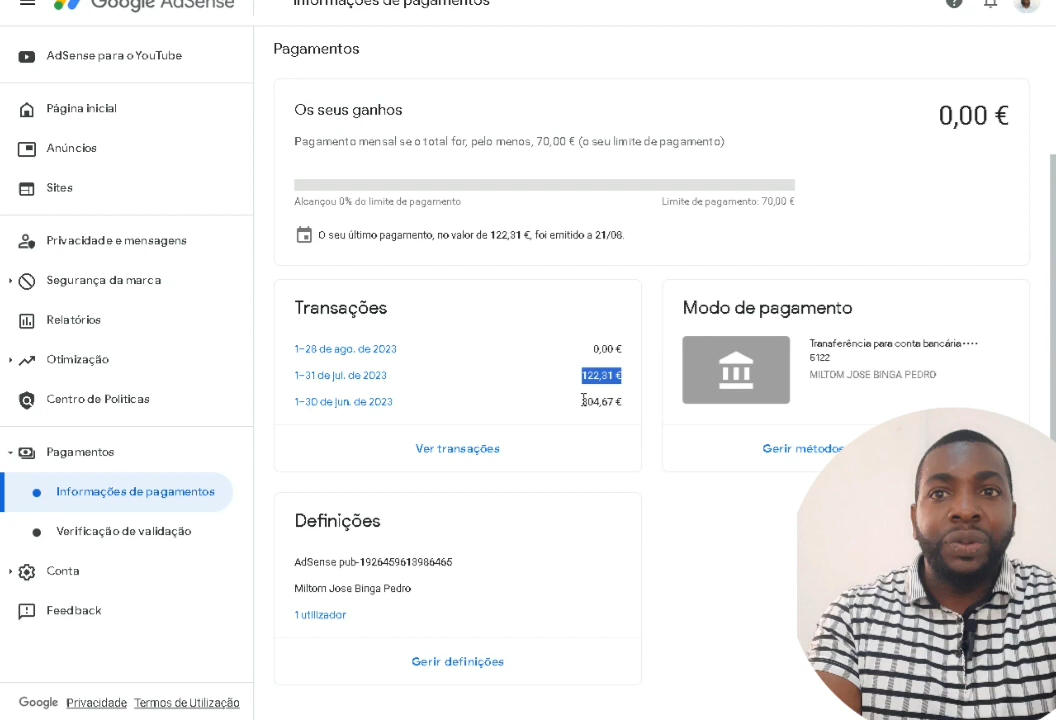 Google AdSense
Informações de pagamentos
AdSense para o YouTube
Página inicial
Anúncios
Sites
Privacidade e mensagens
Segurança da marca
Relatórios
Otimização
Centro de Políticas
Pagamentos
Informações de pagamentos
Verificação de validação
Conta
Feedback
Google Privacidade Termos de Utilização
Pagamentos
Os seus ganhos
0,00 €
Pagamento mensal se o total for, pelo menos, 70,00 € (o seu limite de pagamento)
Alcançou 0% do limite de pagamento
Limite de pagamento: 70,00 €
O seu último pagamento, no valor de 122,31 €, foi emitido a 21/08.
Transações
1–28 de ago. de 2023 0,00 €
1–31 de jul. de 2023 122,31 €
1–30 de jun. de 2023 304,67 €
Ver transações
Modo de pagamento
Transferência para conta bancária ••••
5122
MILTOM JOSE BINGA PEDRO
Gerir métodos
Definições
AdSense pub-1926459613986465
Miltom Jose Binga Pedro
1 utilizador
Gerir definições